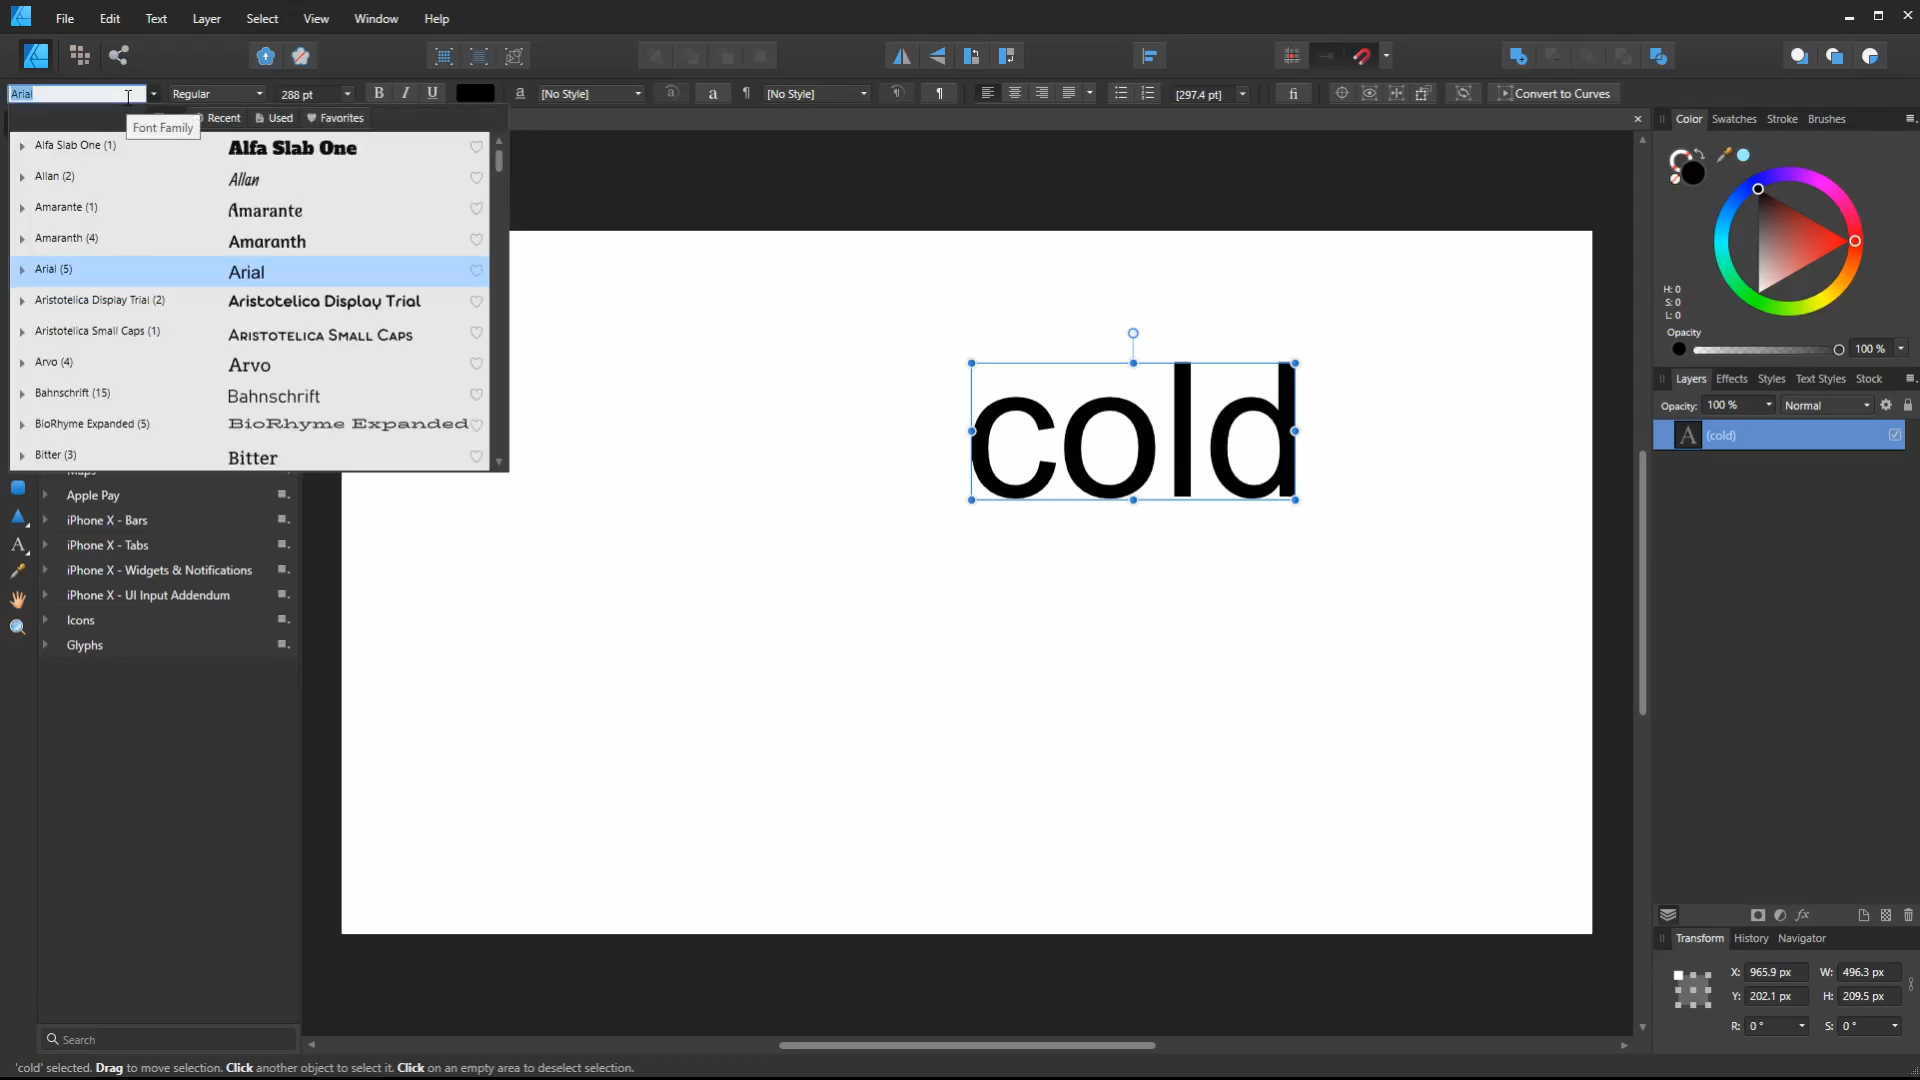 File Edit Text Layer Select View Window Help
Arial Regular 288 pt B I U a [No Style] a a ¶ [No Style] ¶ [297.4 pt] fi Convert to Curves
Recent Used Favorites
Font Family
Alfa Slab One (1) Alfa Slab One
Allan (2) Allan
Amarante (1) Amarante
Amaranth (4) Amaranth
Arial (5) Arial
Aristotelica Display Trial (2) Aristotelica Display Trial
Aristotelica Small Caps (1) Aristotelica Small Caps
Arvo (4) Arvo
Bahnschrift (15) Bahnschrift
BioRhyme Expanded (5) BioRhyme Expanded
Bitter (3) Bitter
Apple Pay
iPhone X - Bars
iPhone X - Tabs
iPhone X - Widgets & Notifications
iPhone X - UI Input Addendum
Icons
Glyphs
Search
cold
Color Swatches Stroke Brushes
H: 0
S: 0
L: 0
Opacity
100 %
Layers Effects Styles Text Styles Stock
Opacity: 100 % Normal
A (cold)
fx
Transform History Navigator
X: 965.9 px W: 496.3 px
Y: 202.1 px H: 209.5 px
R: 0 ° S: 0 °
'cold' selected. Drag to move selection. Click another object to select it. Click on an empty area to deselect selection.